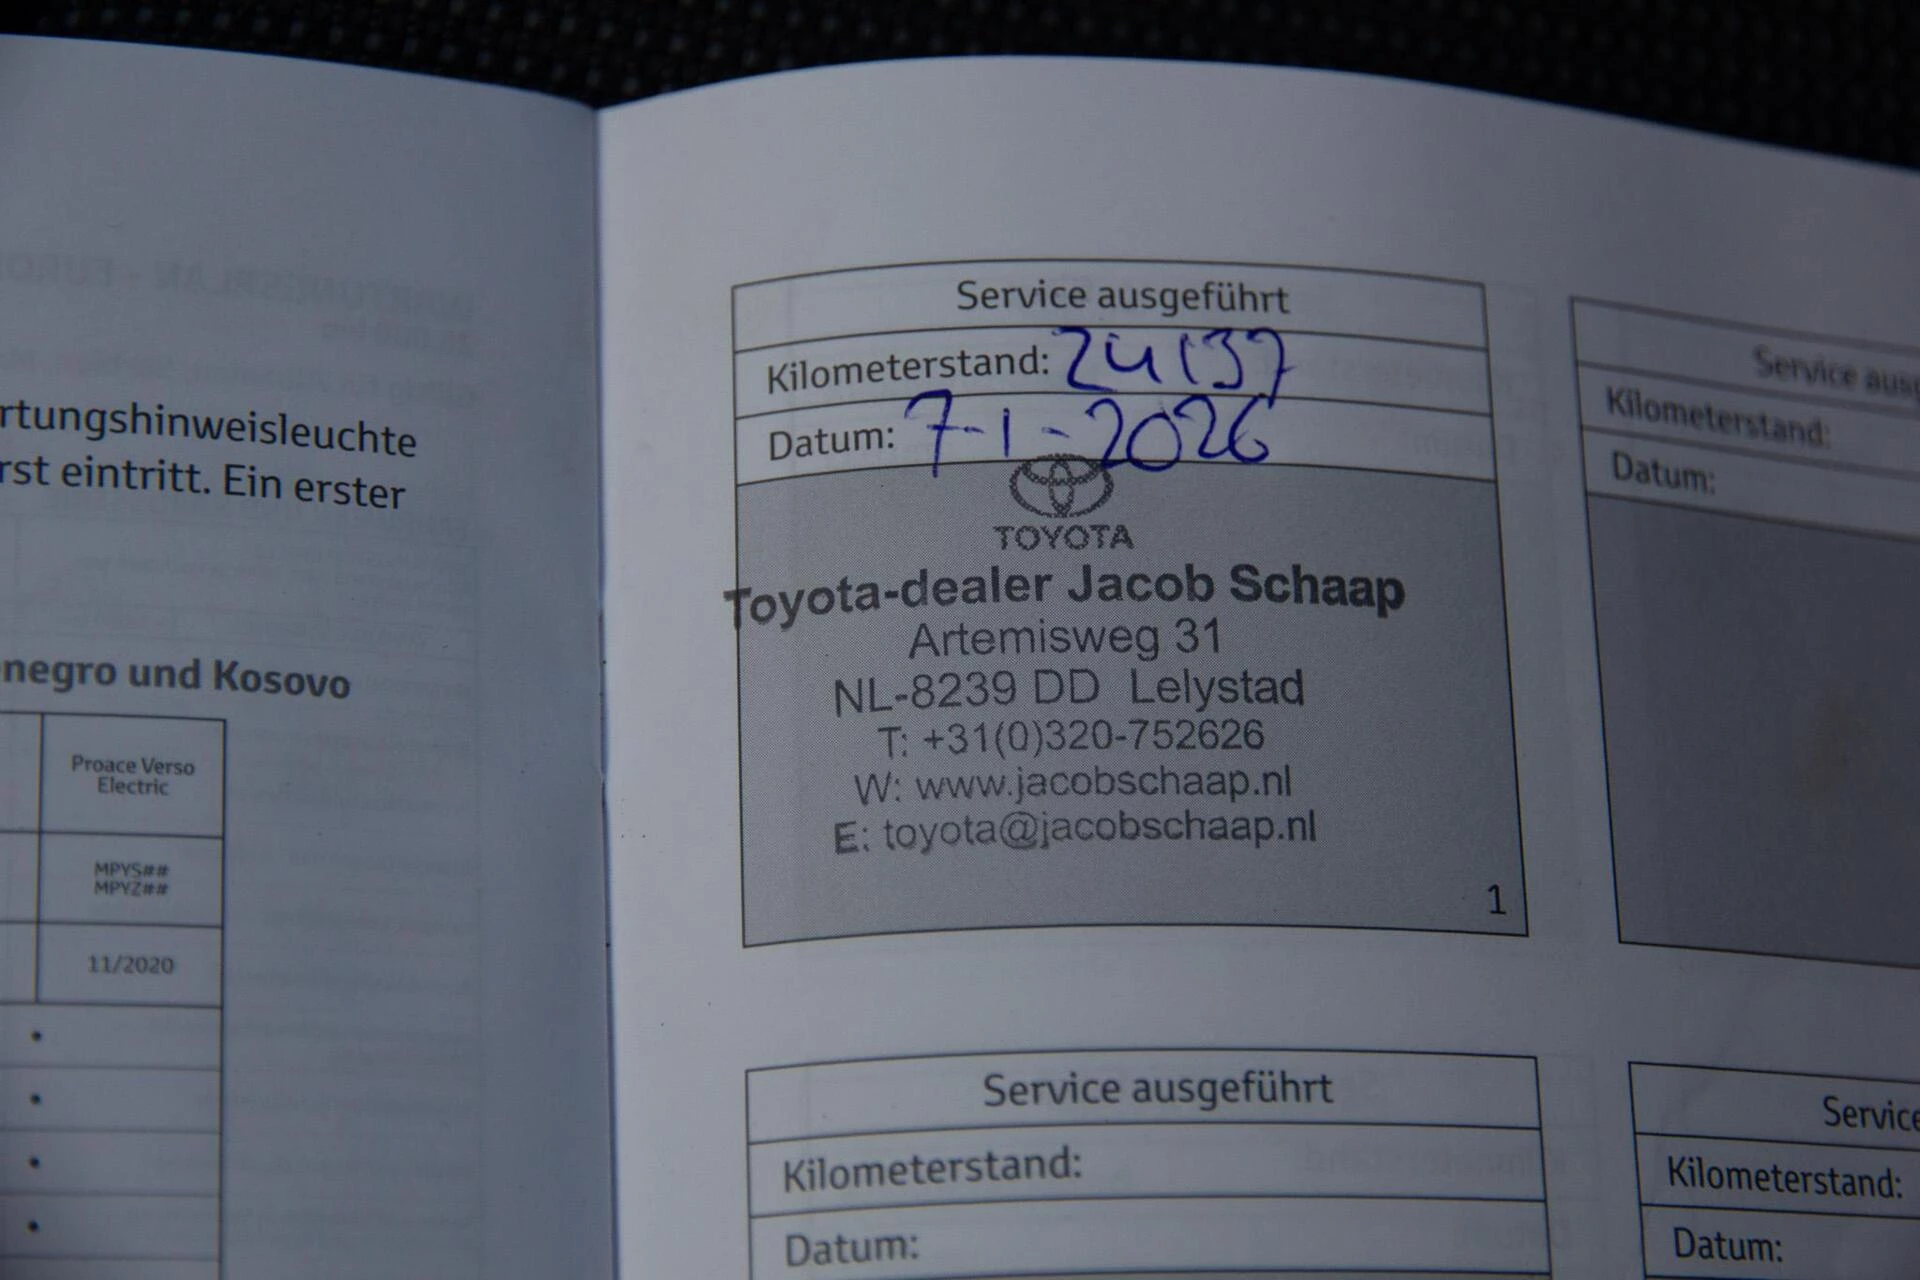 rtungshinweisleuchte
rst eintritt. Ein erster
negro und Kosovo
Proace Verso
Electric
MPYS##
MPYZ##
11/2020
Service ausgeführt
Kilometerstand: 24137
Datum: 7-1-2026
TOYOTA
Toyota-dealer Jacob Schaap
Artemisweg 31
NL-8239 DD Lelystad
T: +31(0)320-752626
W: www.jacobschaap.nl
E: toyota@jacobschaap.nl
1
Service ausg
Kilometerstand:
Datum:
Service ausgeführt
Kilometerstand:
Datum:
Service
Kilometerstand:
Datum: